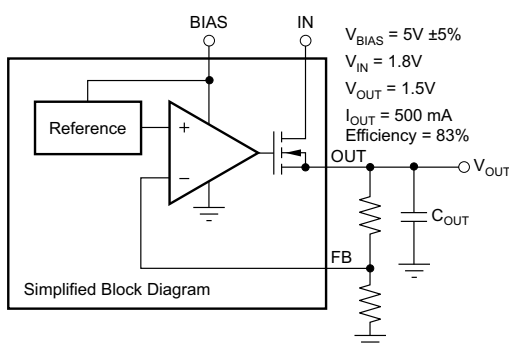 BIAS
IN
V_BIAS = 5V ±5%
V_IN = 1.8V
V_OUT = 1.5V
I_OUT = 500 mA
Efficiency = 83%
Reference
+
−
OUT
V_OUT
C_OUT
FB
Simplified Block Diagram